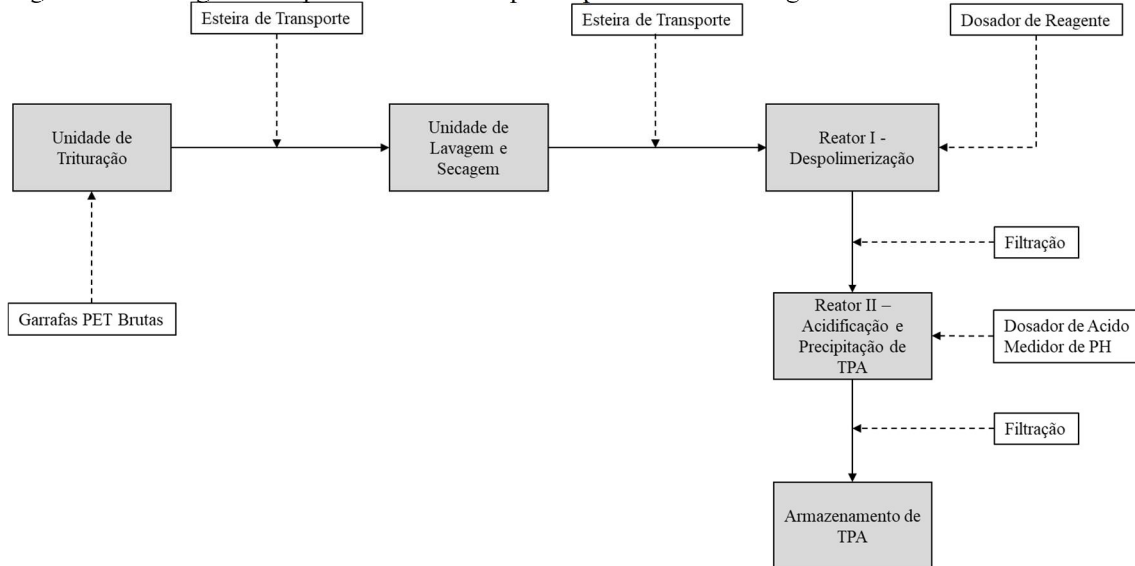 Esteira de Transporte
Esteira de Transporte
Dosador de Reagente
Unidade de
Trituração
Unidade de
Lavagem e
Secagem
Reator I -
Despolimerização
Filtração
Garrafas PET Brutas
Reator II –
Acidificação e
Precipitação de
TPA
Dosador de Acido
Medidor de PH
Filtração
Armazenamento de
TPA